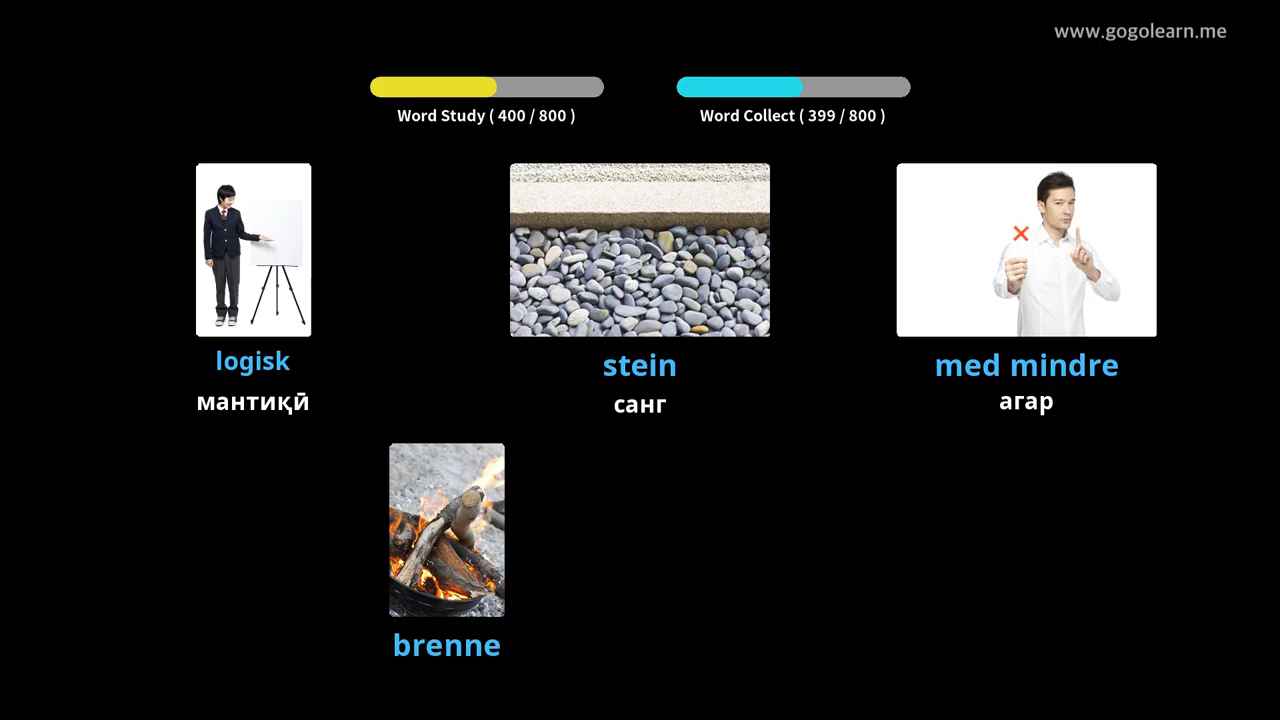 www.gogolearn.me
Word Study ( 400 / 800 )
Word Collect ( 399 / 800 )
logisk
мантиқӣ
stein
санг
med mindre
агар
brenne